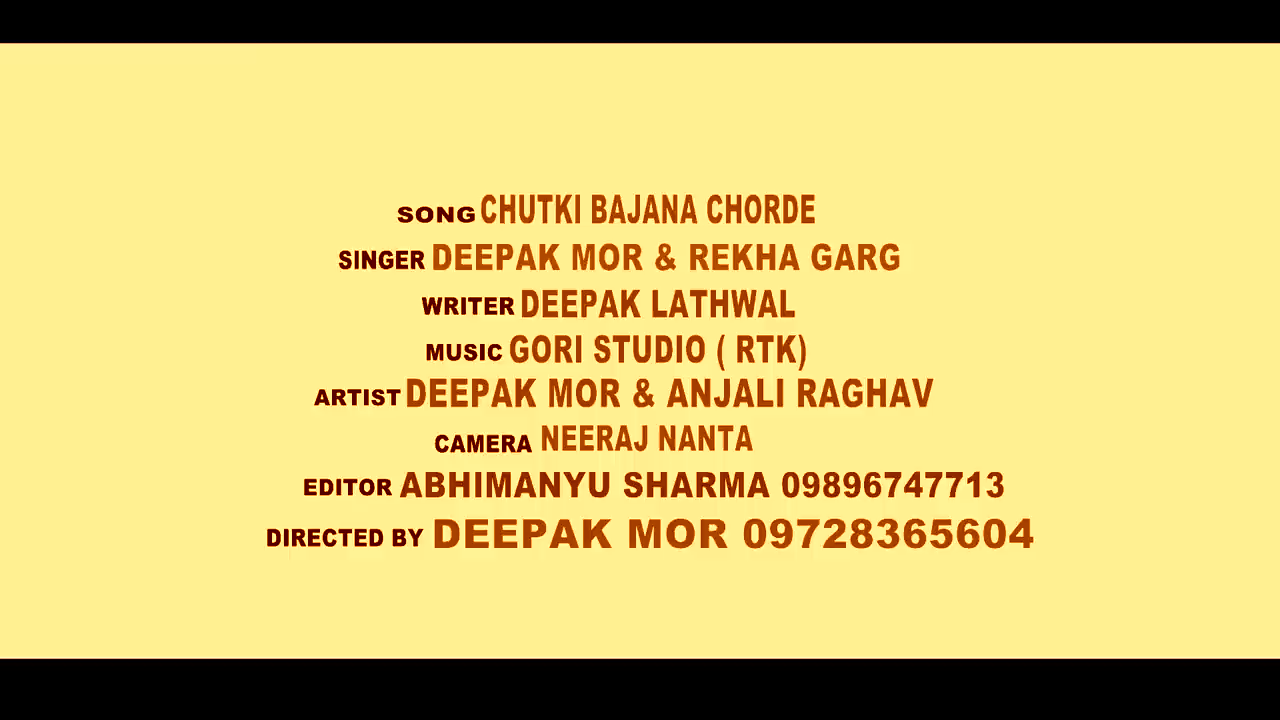 SONG CHUTKI BAJANA CHORDE
SINGER DEEPAK MOR & REKHA GARG
WRITER DEEPAK LATHWAL
MUSIC GORI STUDIO ( RTK)
ARTIST DEEPAK MOR & ANJALI RAGHAV
CAMERA NEERAJ NANTA
EDITOR ABHIMANYU SHARMA 09896747713
DIRECTED BY DEEPAK MOR 09728365604